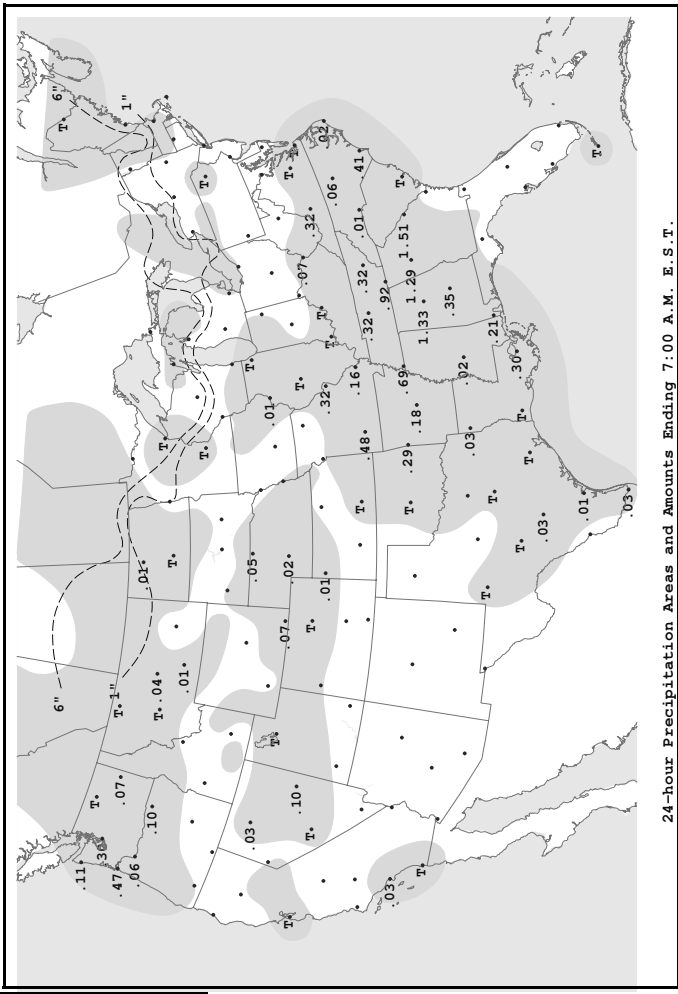 6"
6"
T
.11
T
.30
.47
T
1"
.07
1"
.06
.01
.10
T
.04
T
T
.01
T
T
.03
T
.05
.01
T
.02
.07
T
T
.10
T
.07
T
T
.32
T
.01
.32
T
.02
.06
.16
T
.01
.41
.48
.32
.32
.92
.03
.29
.69
1.51
T
T
1.29
.18
T
1.33
.35
.02
.03
T
T
.21
T
T
.30
T
.03
.01
T
.03
24-hour Precipitation Areas and Amounts Ending 7:00 A.M. E.S.T.